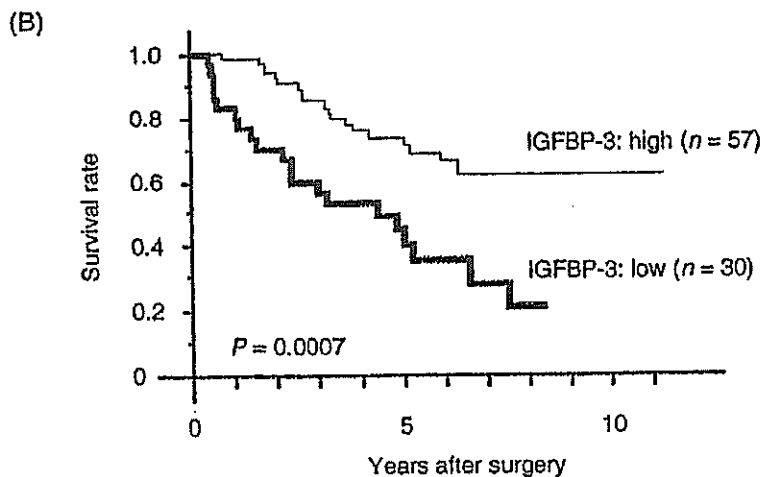 (B)
1.0
0.8
0.6
0.4
0.2
0
Survival rate
IGFBP-3: high (n = 57)
IGFBP-3: low (n = 30)
P = 0.0007
0 5 10
Years after surgery